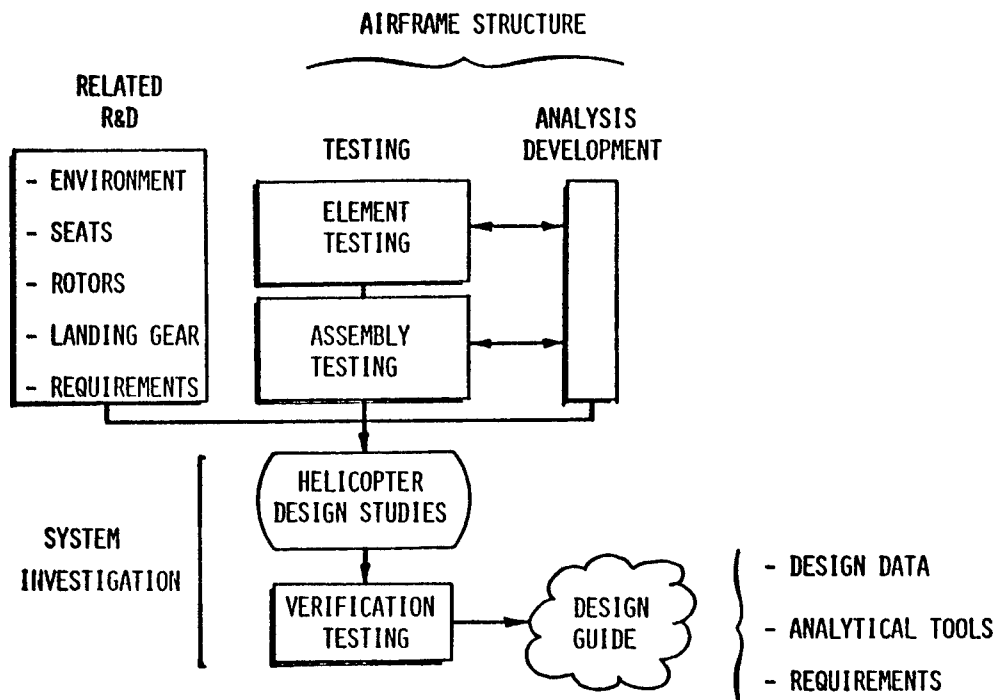 AIRFRAME STRUCTURE
RELATED
R&D
- ENVIRONMENT
- SEATS
- ROTORS
- LANDING GEAR
- REQUIREMENTS
TESTING
ELEMENT
TESTING
ASSEMBLY
TESTING
ANALYSIS
DEVELOPMENT
SYSTEM
INVESTIGATION
HELICOPTER
DESIGN STUDIES
VERIFICATION
TESTING
DESIGN
GUIDE
- DESIGN DATA
- ANALYTICAL TOOLS
- REQUIREMENTS